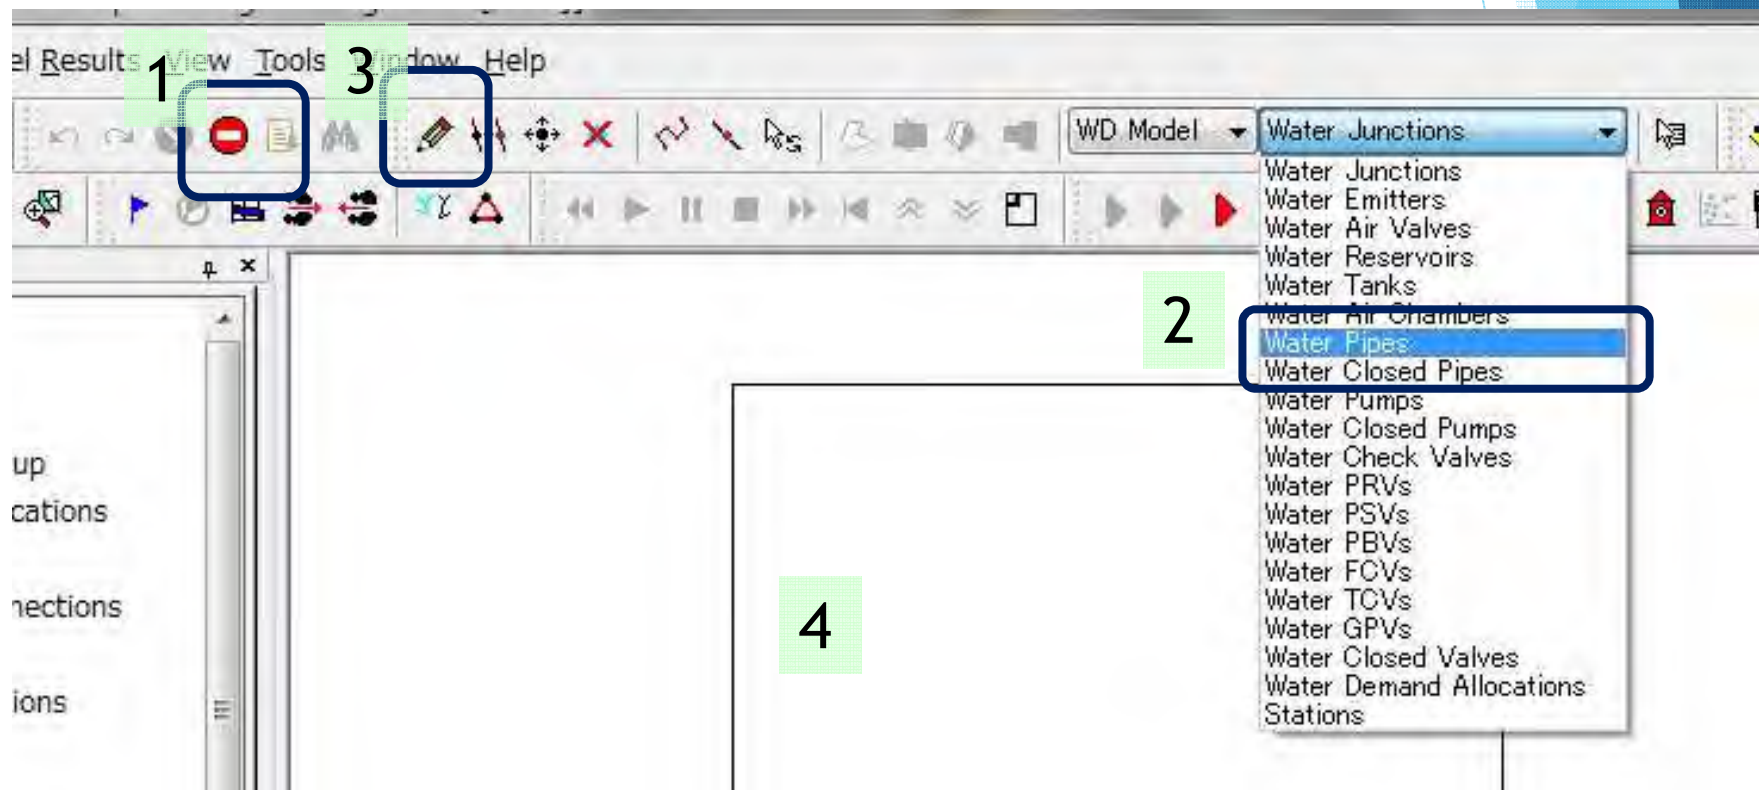 el Results View Tools Window Help
1
3
WD Model
Water Junctions
Water Junctions
Water Emitters
Water Air Valves
Water Reservoirs
Water Tanks
Water Air Chambers
Water Pipes
Water Closed Pipes
Water Pumps
Water Closed Pumps
Water Check Valves
Water PRVs
Water PSVs
Water PBVs
Water FCVs
Water TCVs
Water GPVs
Water Closed Valves
Water Demand Allocations
Stations
2
4
up
cations
nections
ions